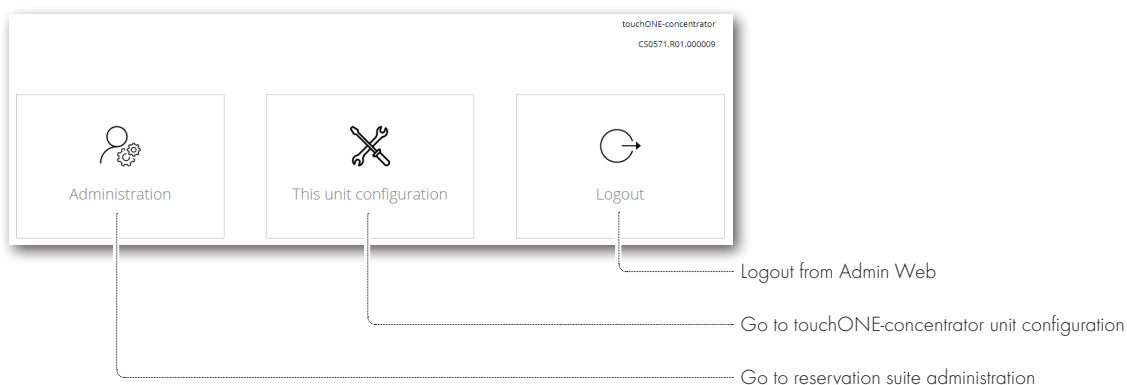 touchONE-concentrator
CS0571.R01.000009
Administration
This unit configuration
Logout
Logout from Admin Web
Go to touchONE-concentrator unit configuration
Go to reservation suite administration